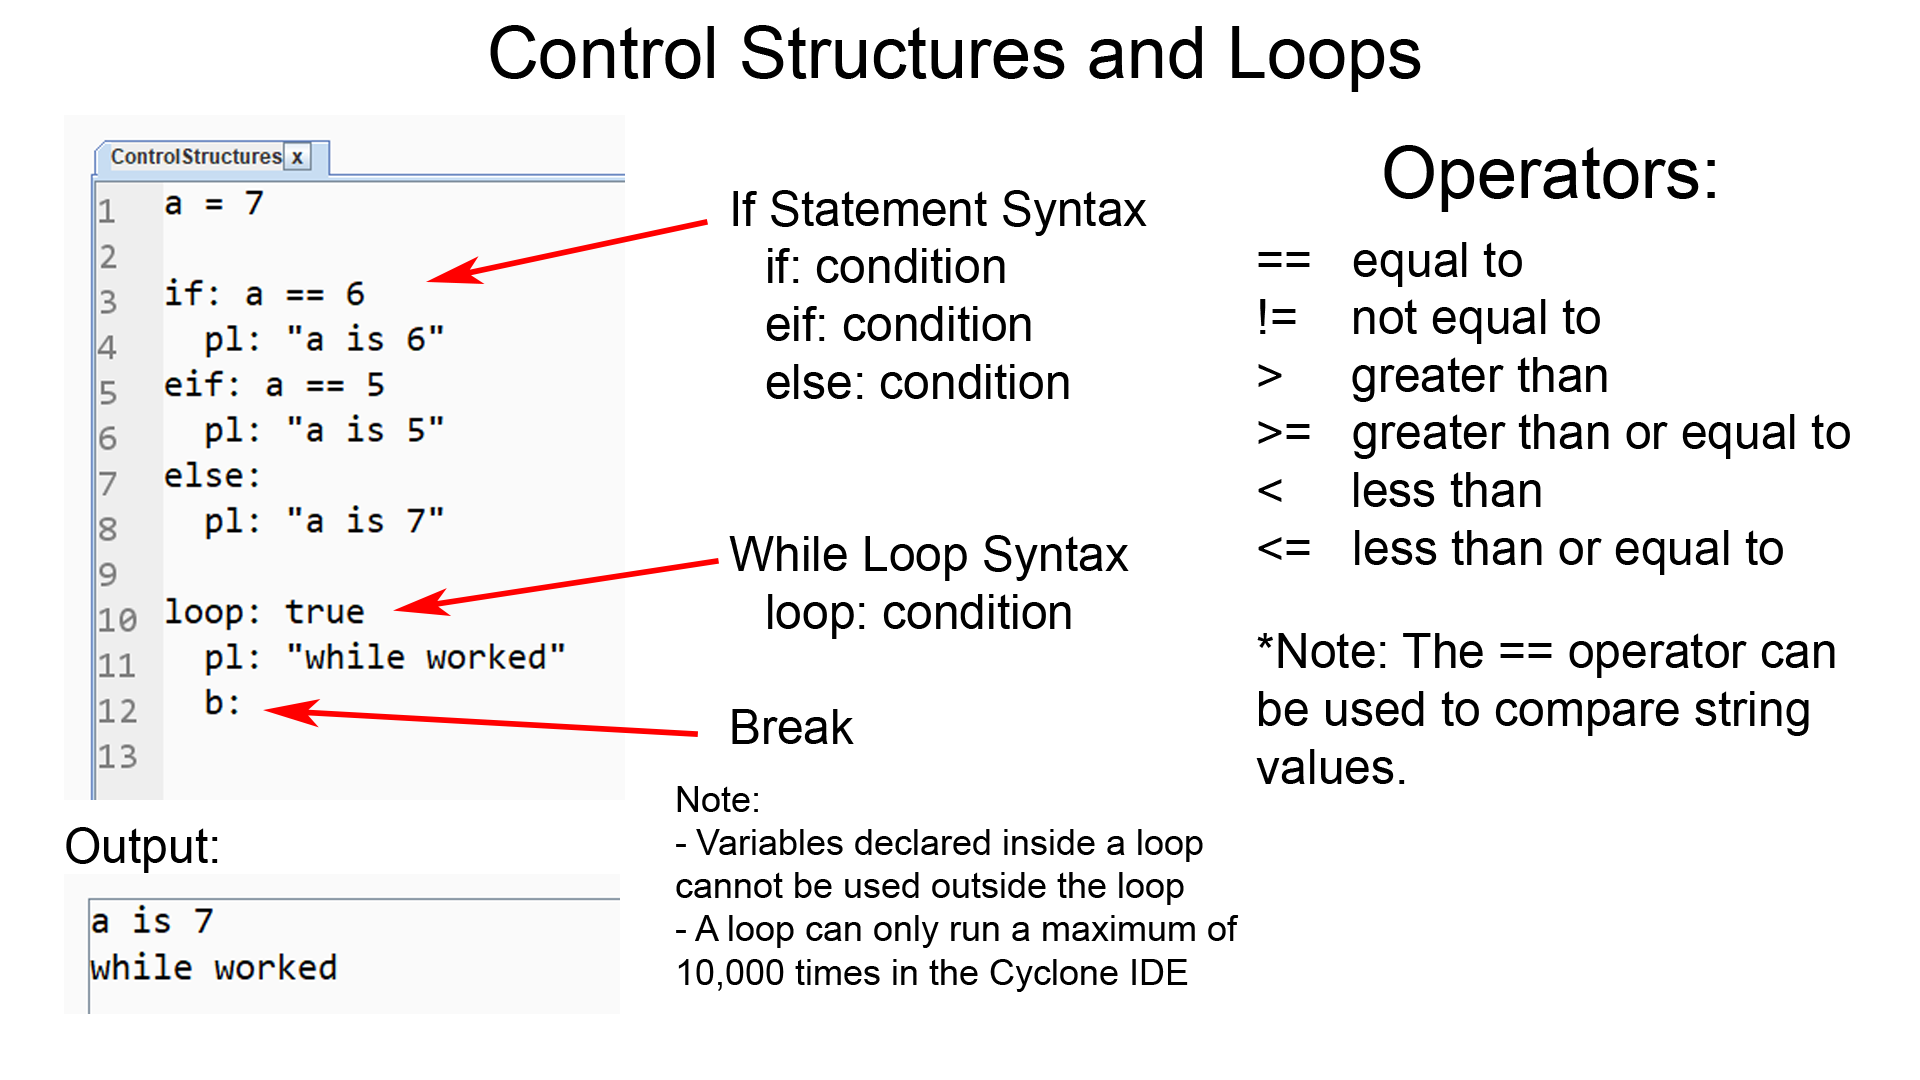 Control Structures and Loops
ControlStructures x
1 a = 7
2
3 if: a == 6
4   pl: "a is 6"
5 eif: a == 5
6   pl: "a is 5"
7 else:
8   pl: "a is 7"
9
10 loop: true
11   pl: "while worked"
12   b:
13
Output:
a is 7
while worked
If Statement Syntax
if: condition
eif: condition
else: condition
While Loop Syntax
loop: condition
Break
Note:
- Variables declared inside a loop
cannot be used outside the loop
- A loop can only run a maximum of
10,000 times in the Cyclone IDE
Operators:
== equal to
!= not equal to
> greater than
>= greater than or equal to
< less than
<= less than or equal to
*Note: The == operator can
be used to compare string
values.